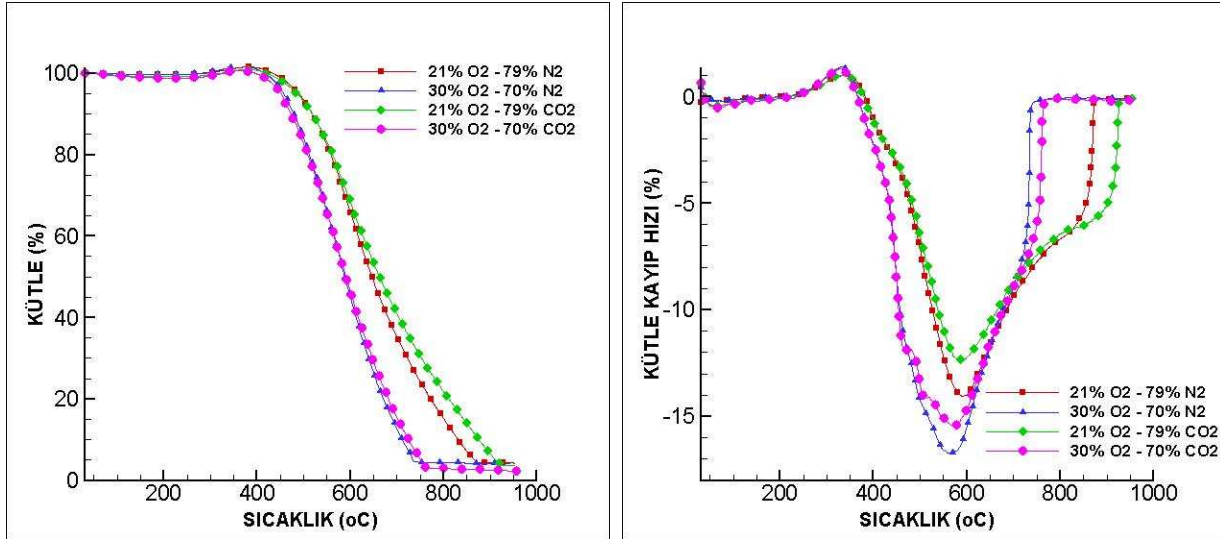 100
80
60
40
20
0
KÜTLE (%)
200
400
600
800
1000
SICAKLIK (oC)
21% O2 - 79% N2
30% O2 - 70% N2
21% O2 - 79% CO2
30% O2 - 70% CO2
0
-5
-10
-15
KÜTLE KAYIP HIZI (%)
200
400
600
800
1000
SICAKLIK (oC)
21% O2 - 79% N2
30% O2 - 70% N2
21% O2 - 79% CO2
30% O2 - 70% CO2